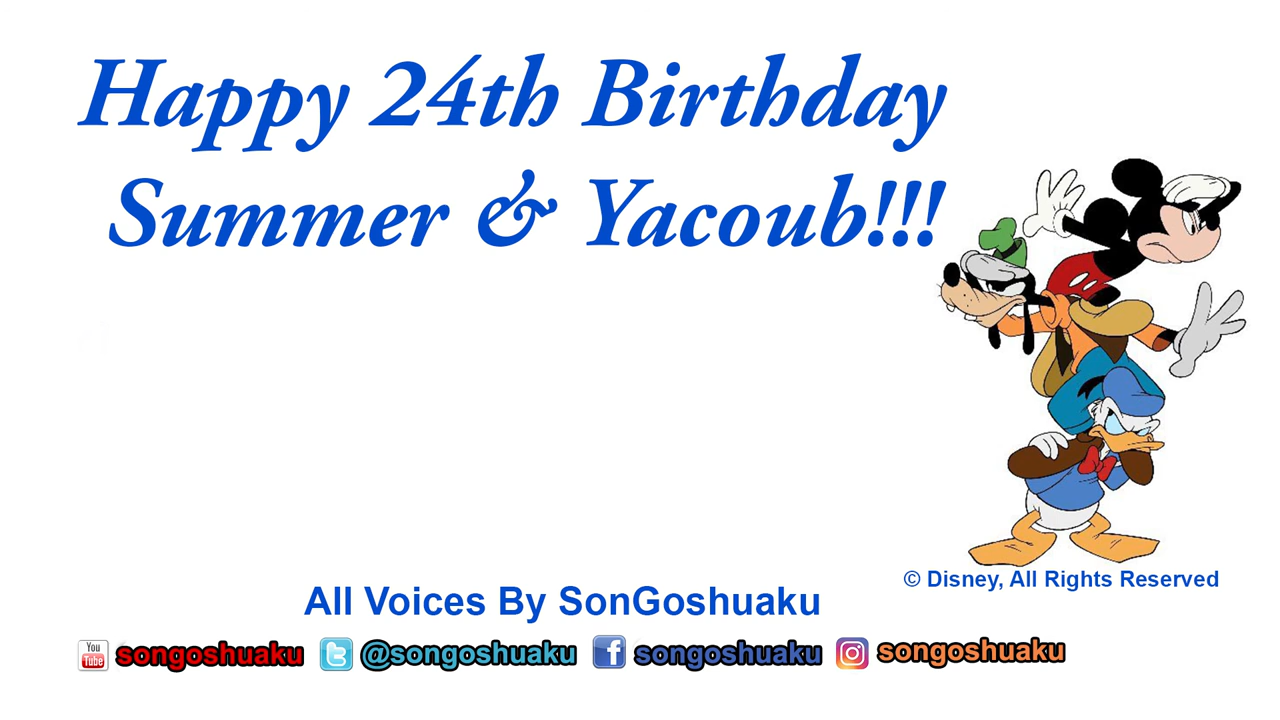 Happy 24th Birthday
Summer & Yacoub!!!
© Disney, All Rights Reserved
All Voices By SonGoshuaku
You Tube songoshuaku @songoshuaku f songoshuaku songoshuaku